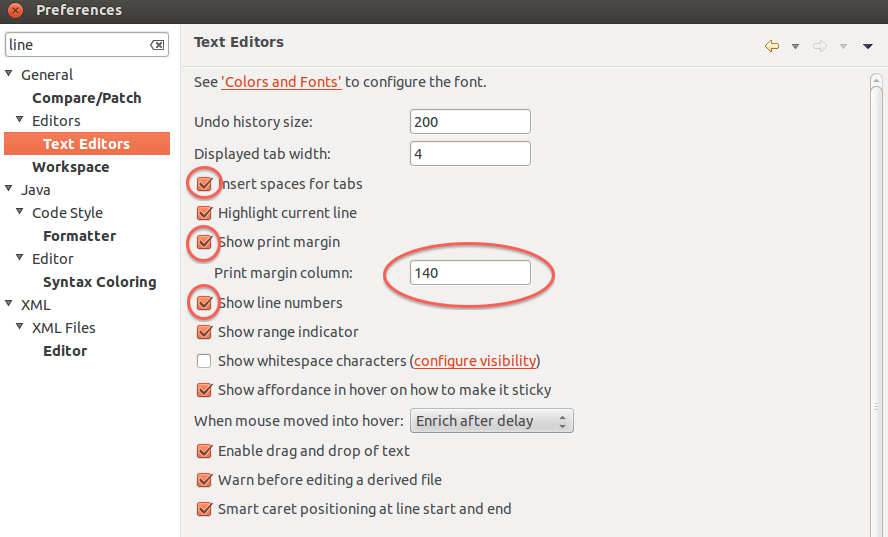 Preferences
line
General
Compare/Patch
Editors
Text Editors
Workspace
Java
Code Style
Formatter
Editor
Syntax Coloring
XML
XML Files
Editor
Text Editors
See 'Colors and Fonts' to configure the font.
Undo history size: 200
Displayed tab width: 4
Insert spaces for tabs
Highlight current line
Show print margin
Print margin column: 140
Show line numbers
Show range indicator
Show whitespace characters (configure visibility)
Show affordance in hover on how to make it sticky
When mouse moved into hover: Enrich after delay
Enable drag and drop of text
Warn before editing a derived file
Smart caret positioning at line start and end